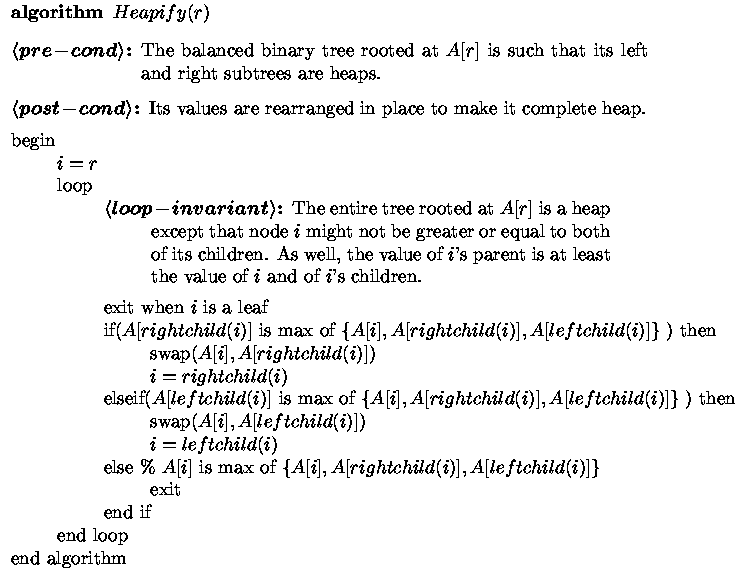 algorithm Heapify(r)
⟨pre−cond⟩: The balanced binary tree rooted at A[r] is such that its left
and right subtrees are heaps.
⟨post−cond⟩: Its values are rearranged in place to make it complete heap.
begin
i = r
loop
⟨loop−invariant⟩: The entire tree rooted at A[r] is a heap
except that node i might not be greater or equal to both
of its children. As well, the value of i's parent is at least
the value of i and of i's children.
exit when i is a leaf
if(A[rightchild(i)] is max of {A[i], A[rightchild(i)], A[leftchild(i)]} ) then
swap(A[i], A[rightchild(i)])
i = rightchild(i)
elseif(A[leftchild(i)] is max of {A[i], A[rightchild(i)], A[leftchild(i)]} ) then
swap(A[i], A[leftchild(i)])
i = leftchild(i)
else % A[i] is max of {A[i], A[rightchild(i)], A[leftchild(i)]}
exit
end if
end loop
end algorithm